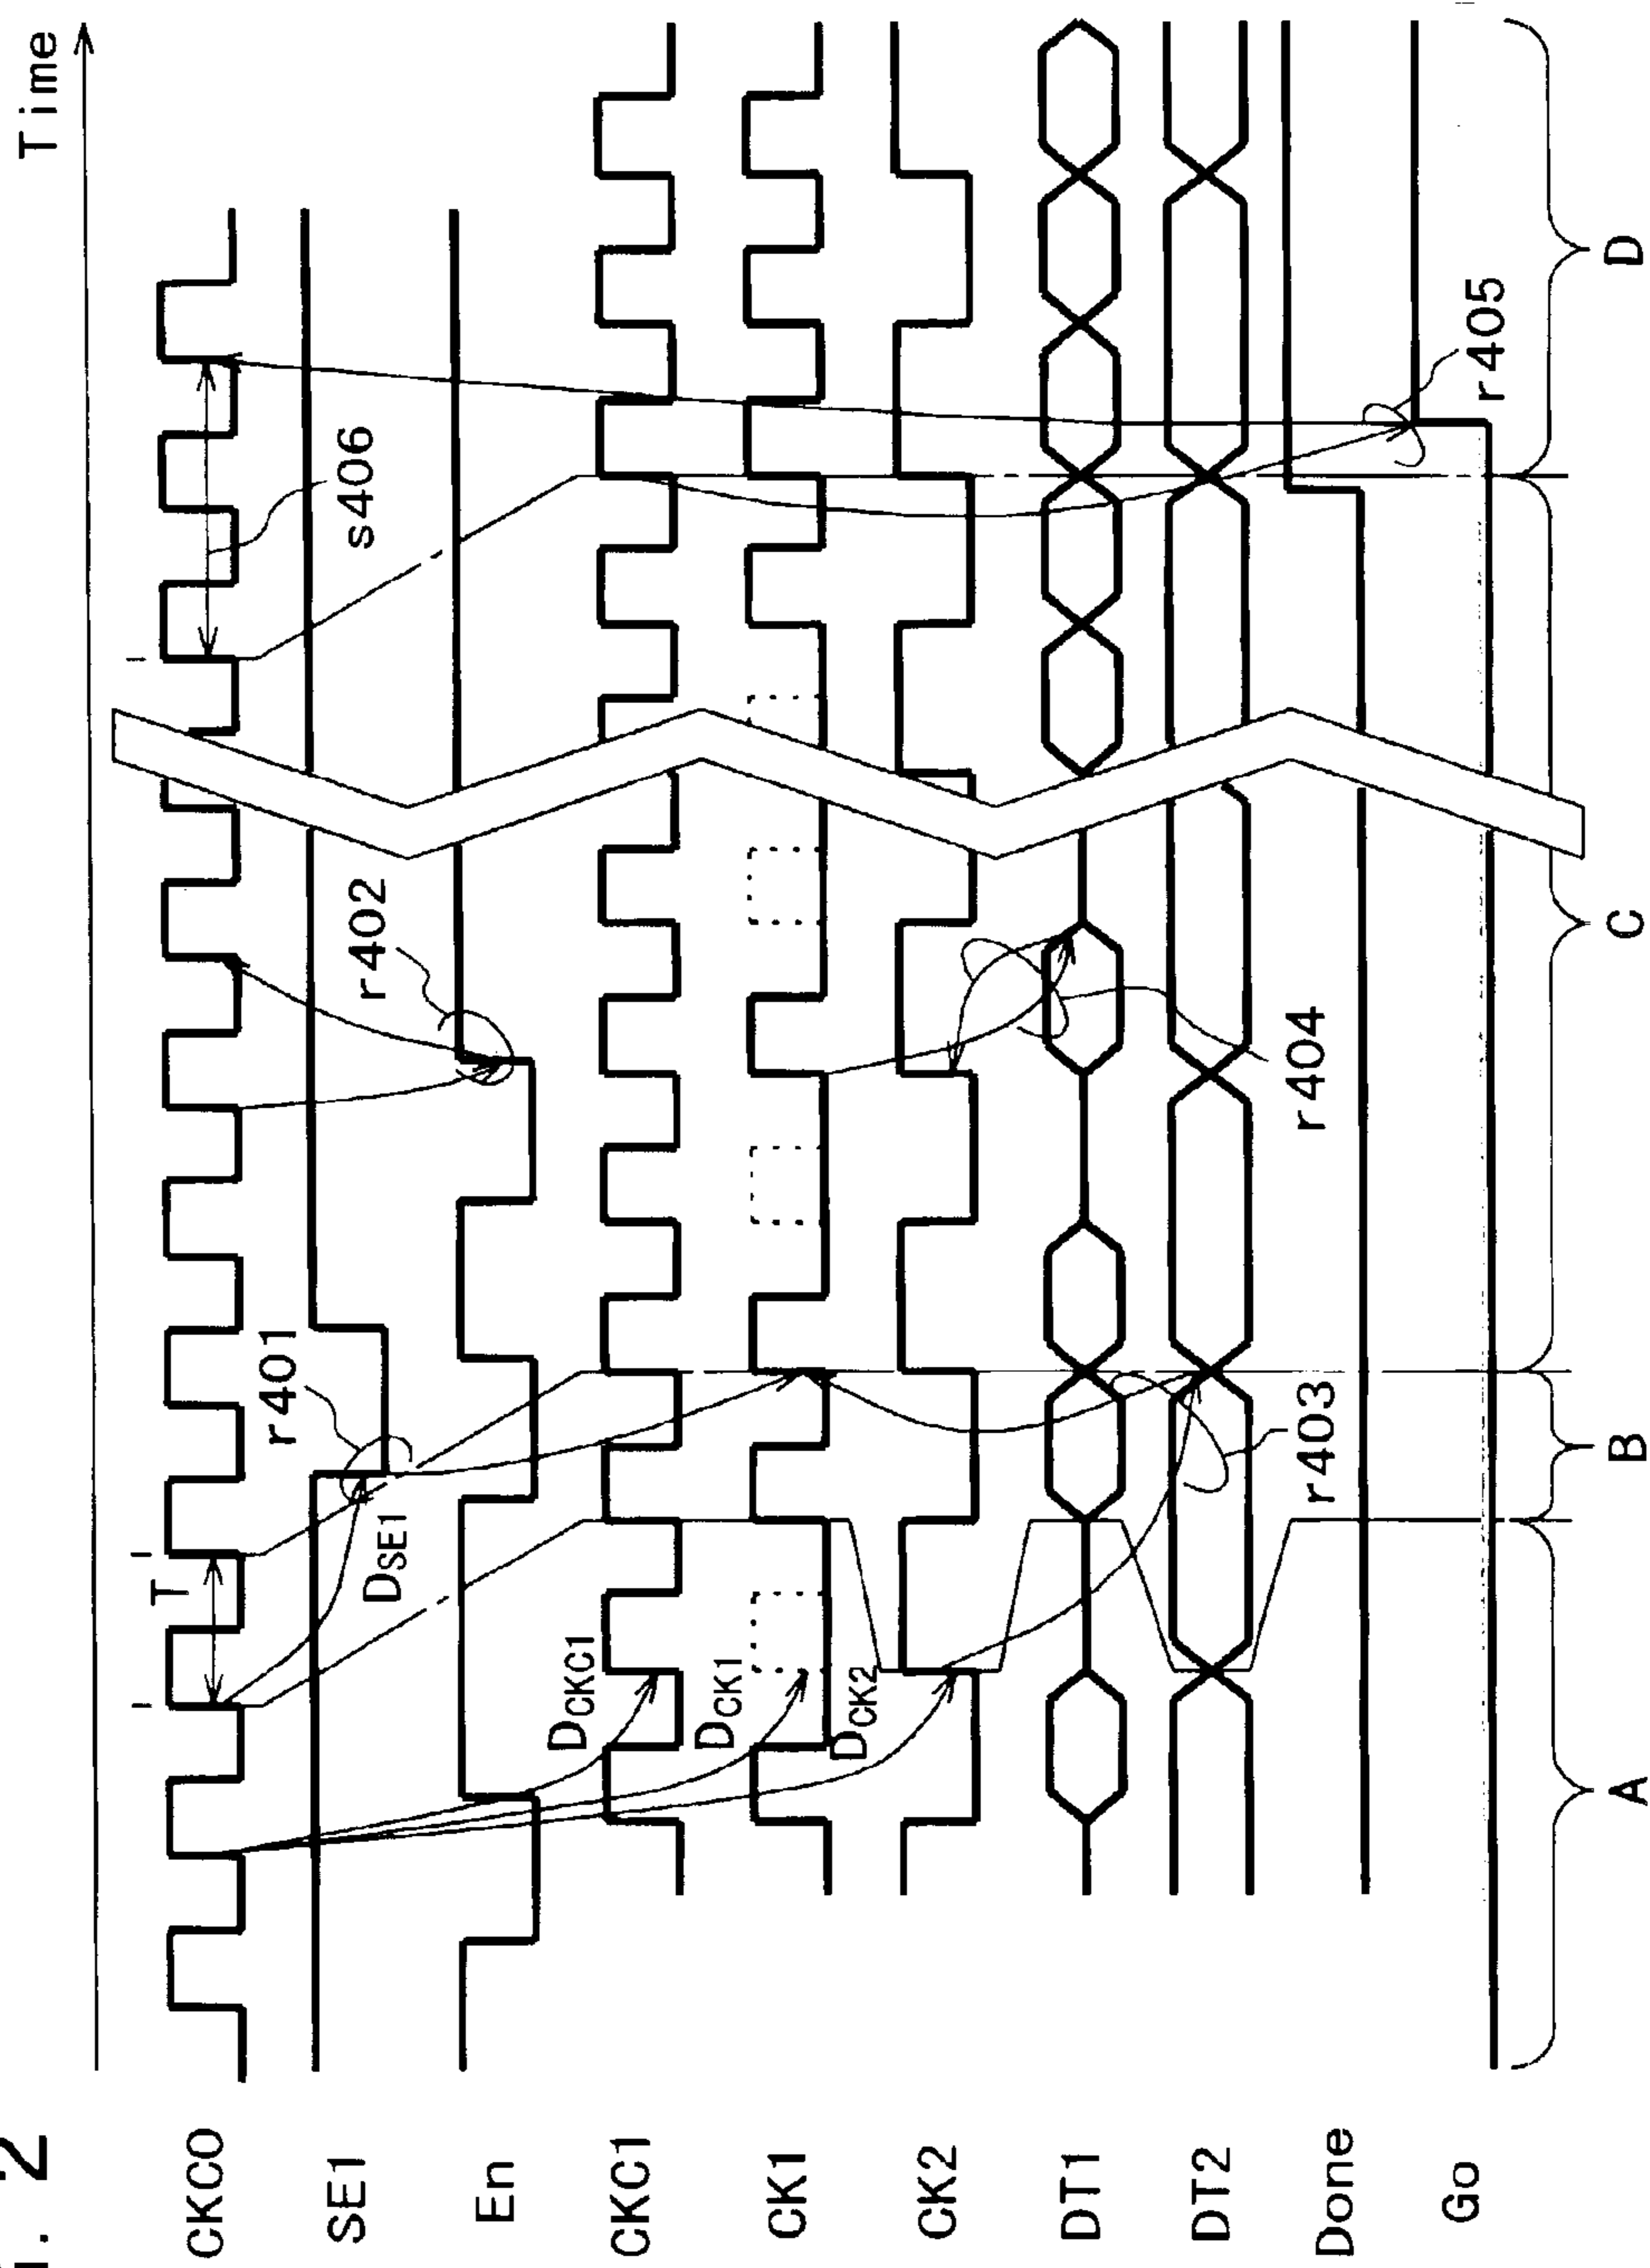 . 2
Time
CKC0
T
s406
SE1
DSE1
r401
r402
En
CKC1
DCKC1
CK1
DCK1
CK2
DCK2
DT1
DT2
r403
r404
Done
Go
r405
A
B
C
D